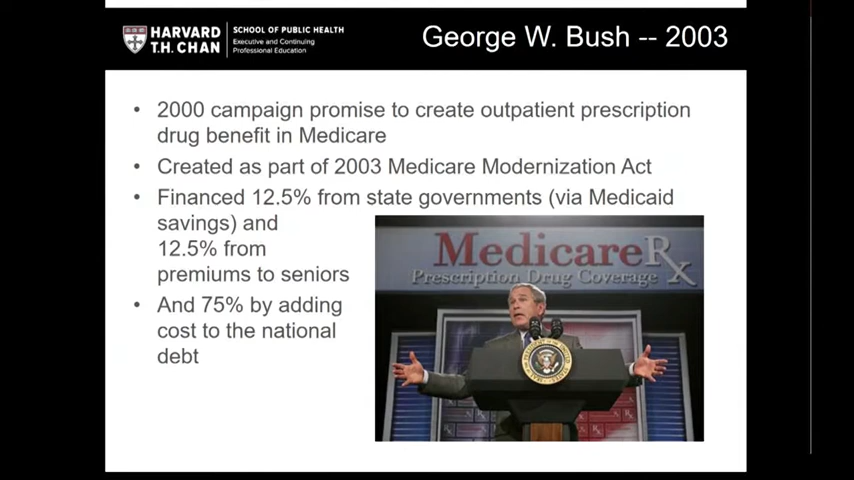 HARVARD
T.H. CHAN
SCHOOL OF PUBLIC HEALTH
Executive and Continuing
Professional Education
George W. Bush -- 2003
• 2000 campaign promise to create outpatient prescription
drug benefit in Medicare
• Created as part of 2003 Medicare Modernization Act
• Financed 12.5% from state governments (via Medicaid
savings) and
12.5% from
premiums to seniors
• And 75% by adding
cost to the national
debt
MedicareRx
Prescription Drug Coverage